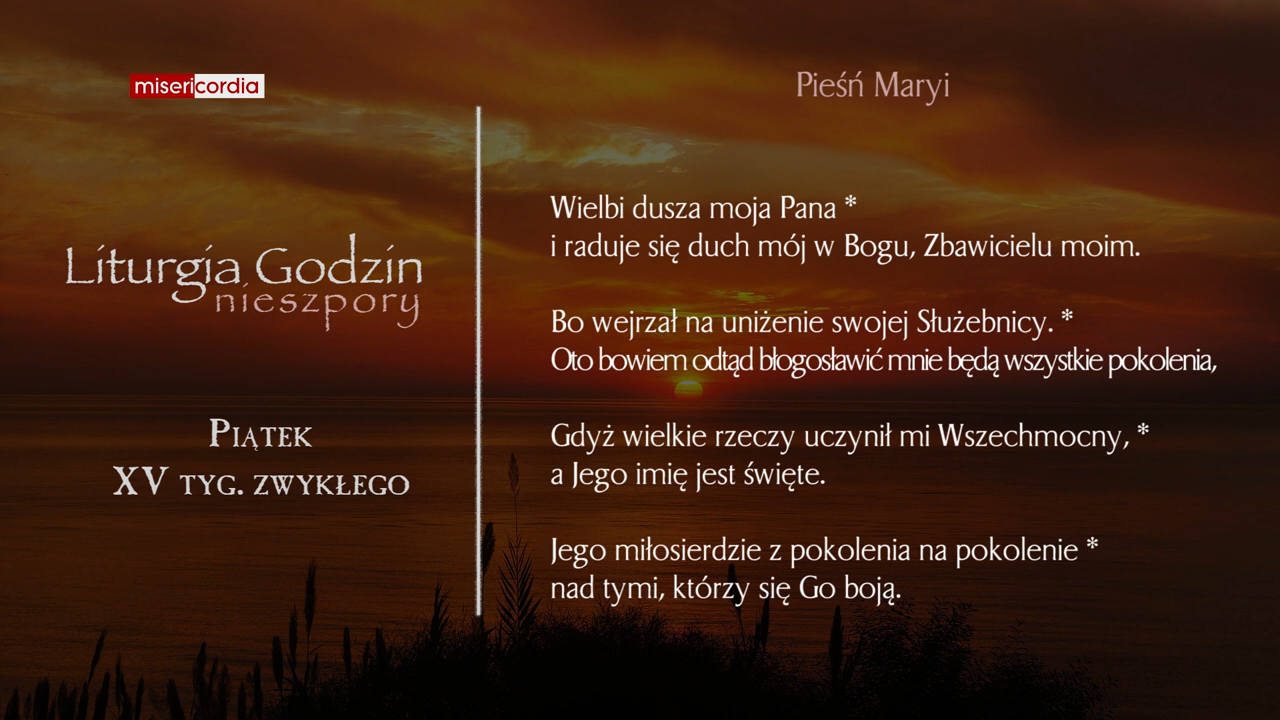 misericordia
Liturgia Godzin
nieszpory
Piątek
XV tyg. zwykłego
Pieśń Maryi
Wielbi dusza moja Pana *
i raduje się duch mój w Bogu, Zbawicielu moim.
Bo wejrzał na uniżenie swojej Służebnicy. *
Oto bowiem odtąd błogosławić mnie będą wszystkie pokolenia,
Gdyż wielkie rzeczy uczynił mi Wszechmocny, *
a Jego imię jest święte.
Jego miłosierdzie z pokolenia na pokolenie *
nad tymi, którzy się Go boją.